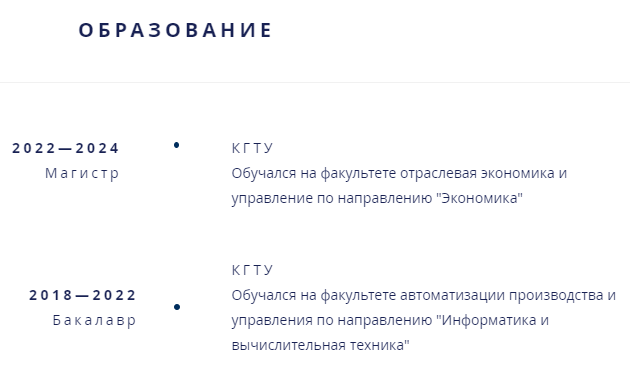 ОБРАЗОВАНИЕ
2022—2024
Магистр
КГТУ
Обучался на факультете отраслевая экономика и
управление по направлению "Экономика"
2018—2022
Бакалавр
КГТУ
Обучался на факультете автоматизации производства и
управления по направлению "Информатика и
вычислительная техника"